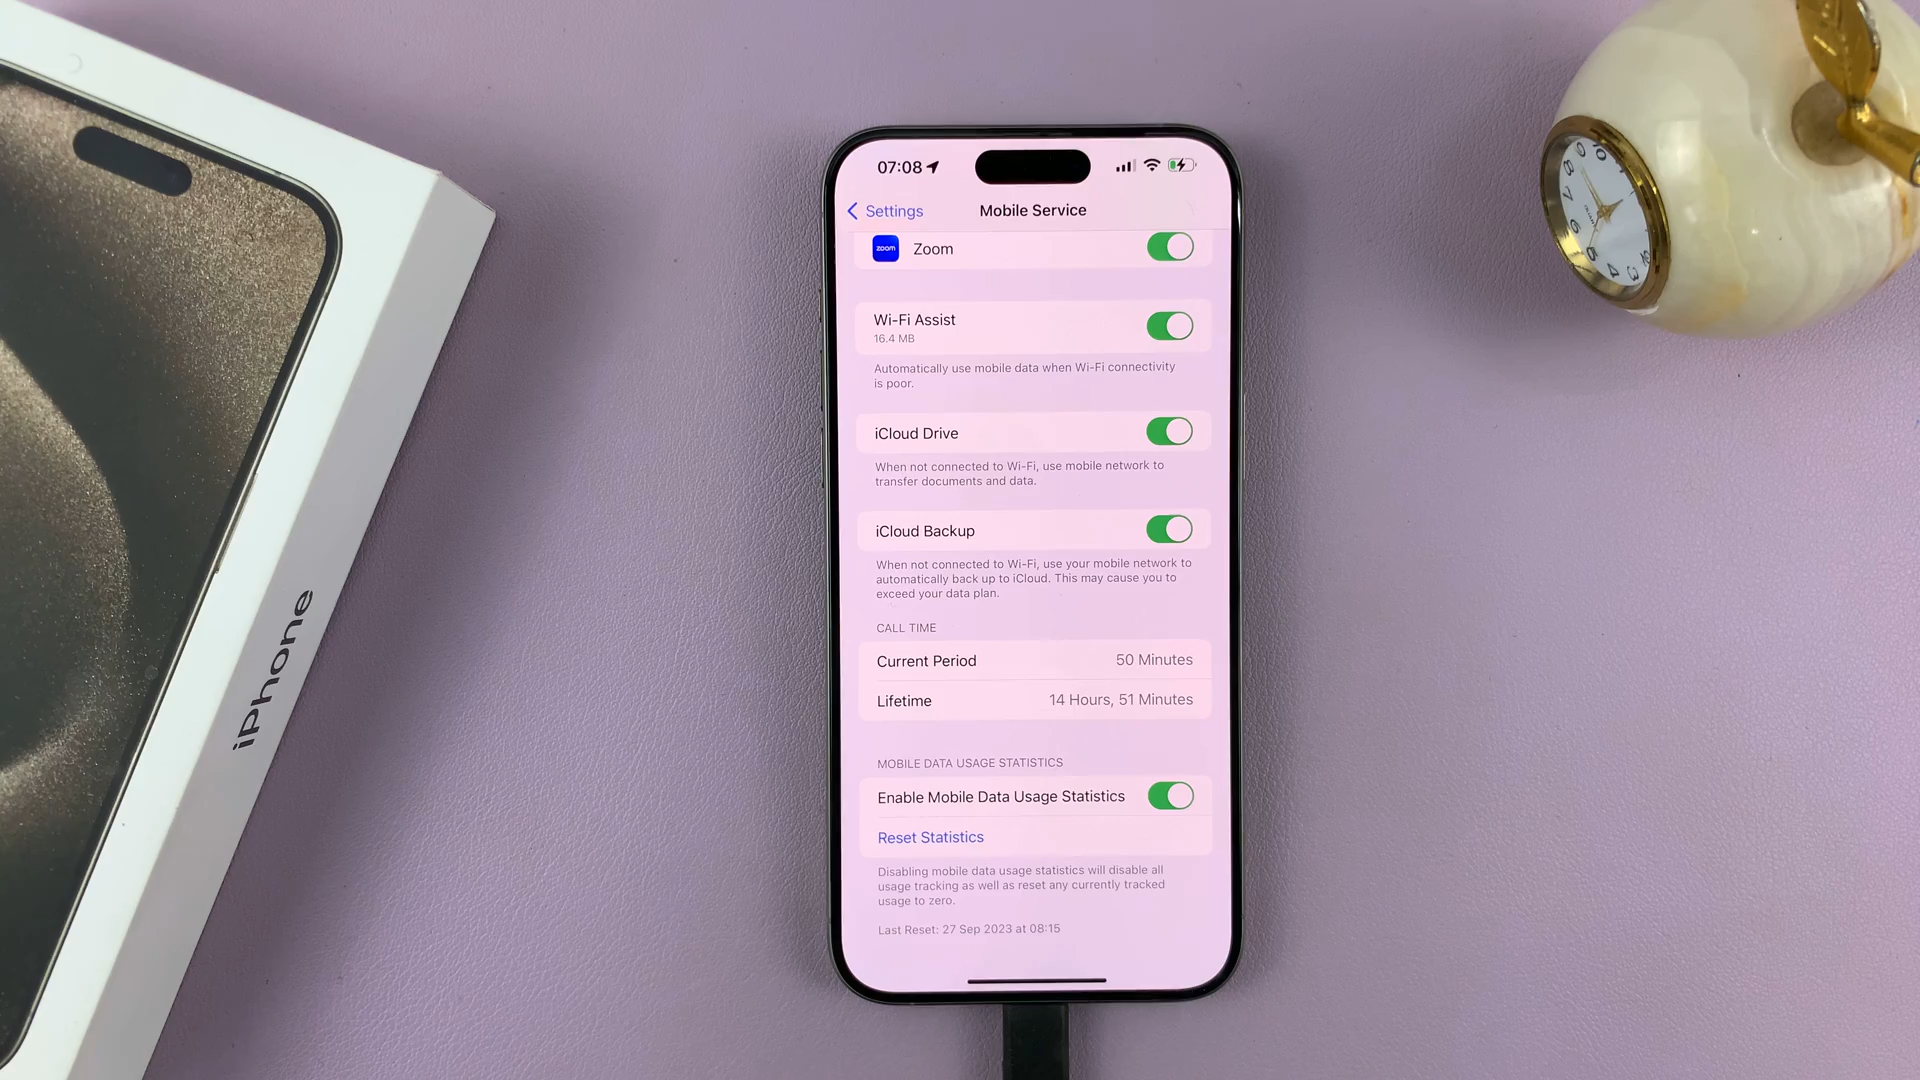 07:08
Settings
Mobile Service
zoom
Zoom
Wi-Fi Assist
16.4 MB
Automatically use mobile data when Wi-Fi connectivity
is poor.
iCloud Drive
When not connected to Wi-Fi, use mobile network to
transfer documents and data.
iCloud Backup
When not connected to Wi-Fi, use your mobile network to
automatically back up to iCloud. This may cause you to
exceed your data plan.
CALL TIME
Current Period 50 Minutes
Lifetime 14 Hours, 51 Minutes
MOBILE DATA USAGE STATISTICS
Enable Mobile Data Usage Statistics
Reset Statistics
Disabling mobile data usage statistics will disable all
usage tracking as well as reset any currently tracked
usage to zero.
Last Reset: 27 Sep 2023 at 08:15
iPhone